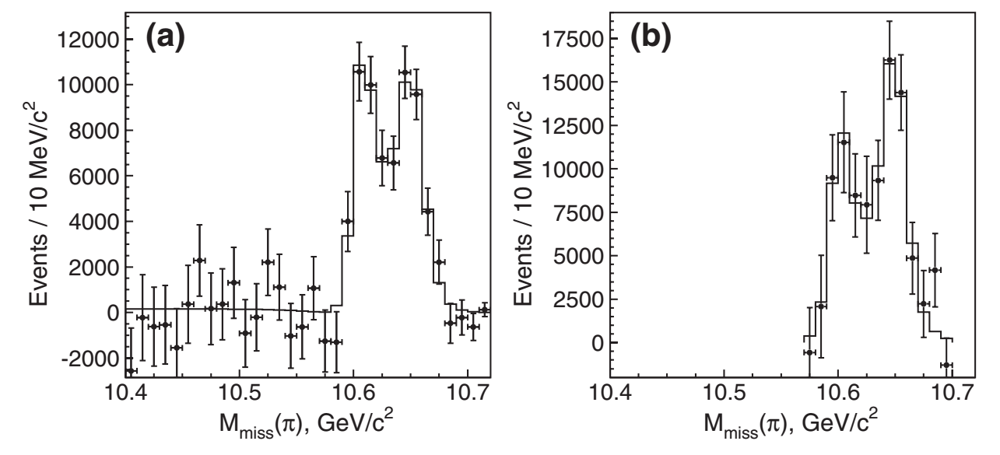 (a)
12000
10000
8000
6000
4000
2000
0
-2000
Events / 10 MeV/c²
10.4 10.5 10.6 10.7
M_miss(π), GeV/c²
(b)
17500
15000
12500
10000
7500
5000
2500
0
Events / 10 MeV/c²
10.4 10.5 10.6 10.7
M_miss(π), GeV/c²